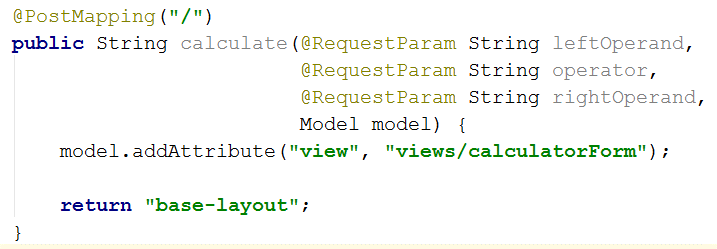 @PostMapping("/")
public String calculate(@RequestParam String leftOperand,
@RequestParam String operator,
@RequestParam String rightOperand,
Model model) {
model.addAttribute("view", "views/calculatorForm");
return "base-layout";
}